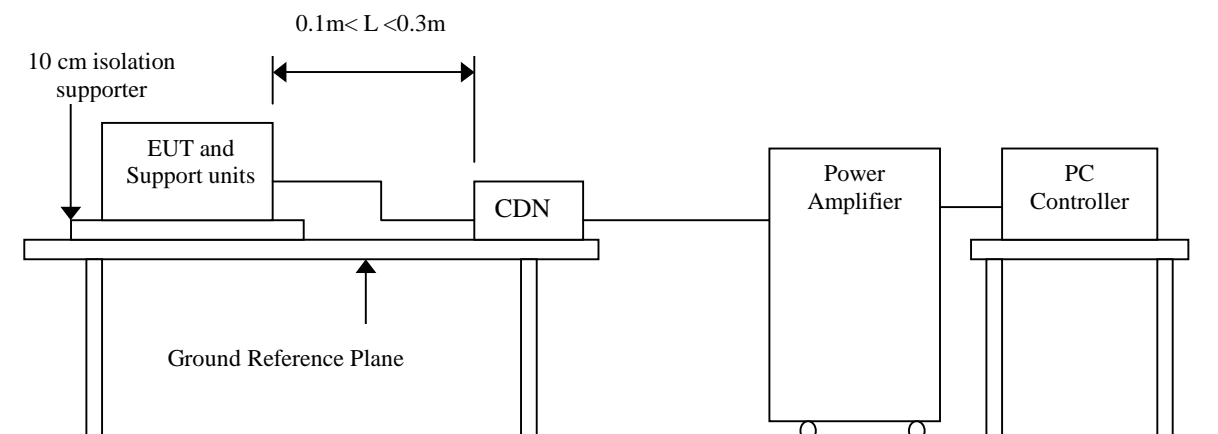 0.1m< L <0.3m
10 cm isolation
supporter
EUT and
Support units
CDN
Power
Amplifier
PC
Controller
Ground Reference Plane